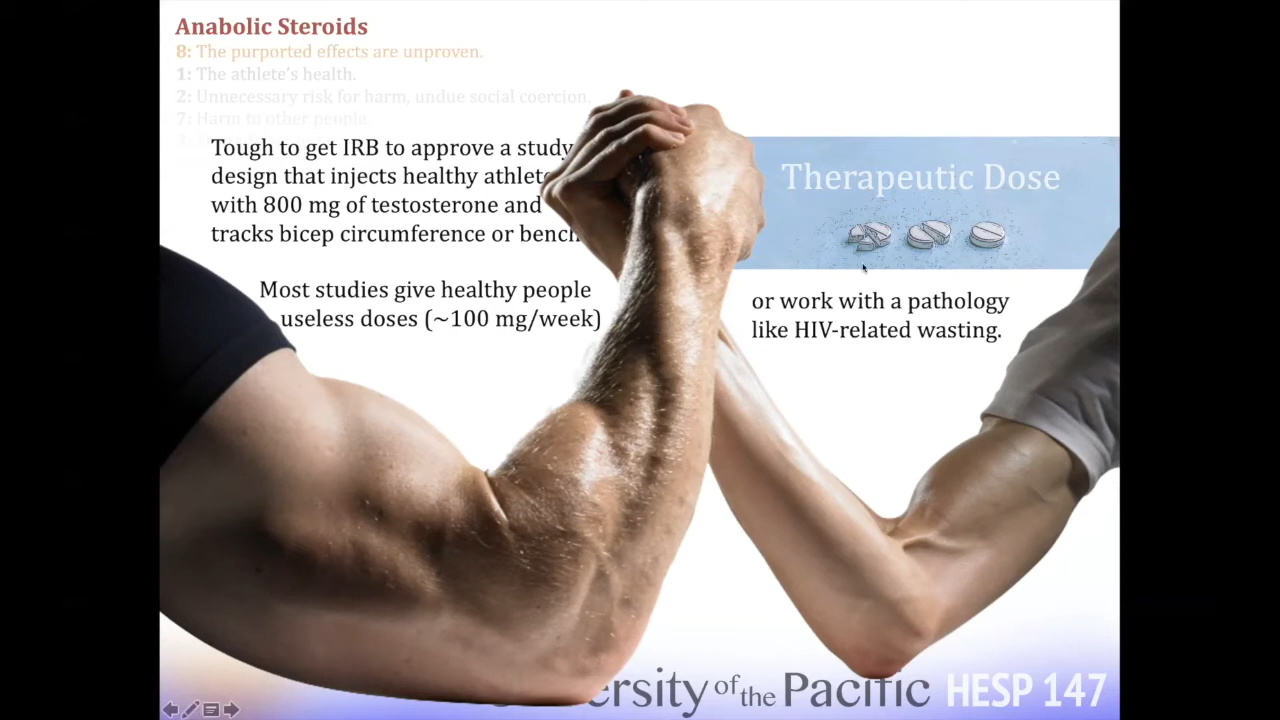 Anabolic Steroids
8: The purported effects are unproven.
1: The athlete's health.
2: Unnecessary risk for harm, undue social coercion.
7: Harm to other people.
Tough to get IRB to approve a study
design that injects healthy athlet
with 800 mg of testosterone and
tracks bicep circumference or bench
Most studies give healthy people
useless doses (~100 mg/week)
Therapeutic Dose
or work with a pathology
like HIV-related wasting.
ersity of the Pacific HESP 147